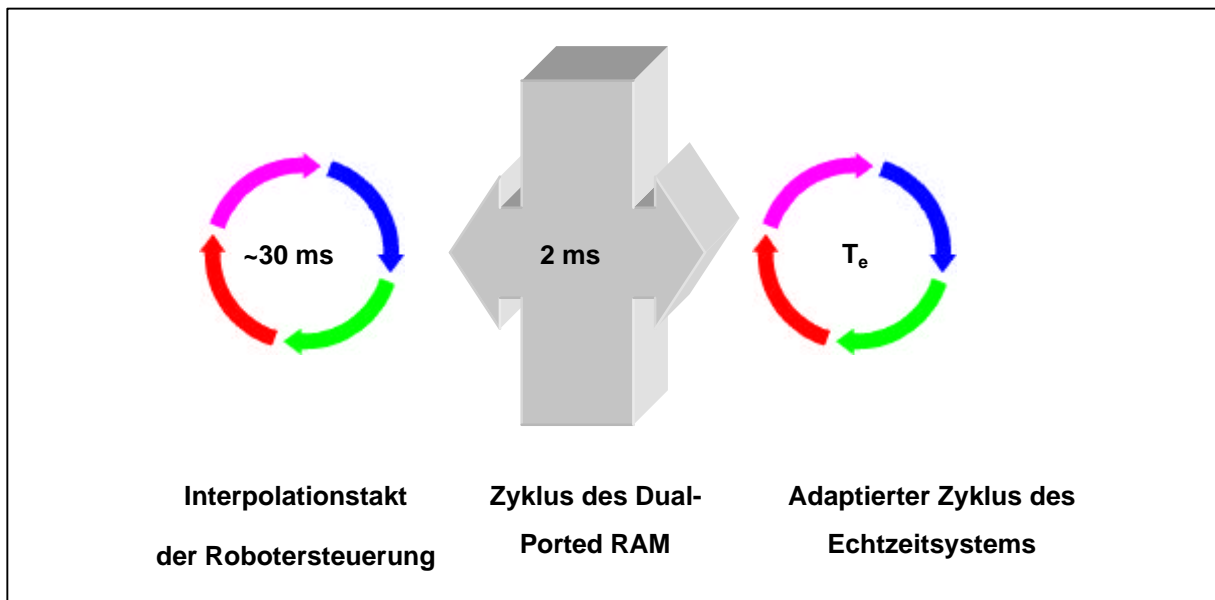 ~30 ms
2 ms
Te
Interpolationstakt
der Robotersteuerung
Zyklus des Dual-
Ported RAM
Adaptierter Zyklus des
Echtzeitsystems